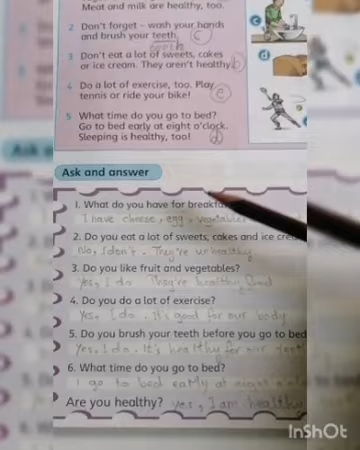 Meat and milk are healthy, too.
2 Don't forget – wash your hands
and brush your teeth. c
teeth
3 Don't eat a lot of sweets, cakes
or ice cream. They aren't healthy. b
4 Do a lot of exercise, too. Play
tennis or ride your bike! e
5 What time do you go to bed?
Go to bed early at eight o'clock.
Sleeping is healthy, too! d
c
d
Ask and answer
1. What do you have for breakfa
I have cheese, egg, vegetables
2. Do you eat a lot of sweets, cakes and ice cre
No, I don't. They're unhealthy
3. Do you like fruit and vegetables?
Yes, I do They're healthy food
4. Do you do a lot of exercise?
Yes, I do. It's good for our body
5. Do you brush your teeth before you go to bed
Yes, I do. It's healthy for our teet
6. What time do you go to bed?
I go to bed early at eight
Are you healthy? yes, I am healthy
InShOt